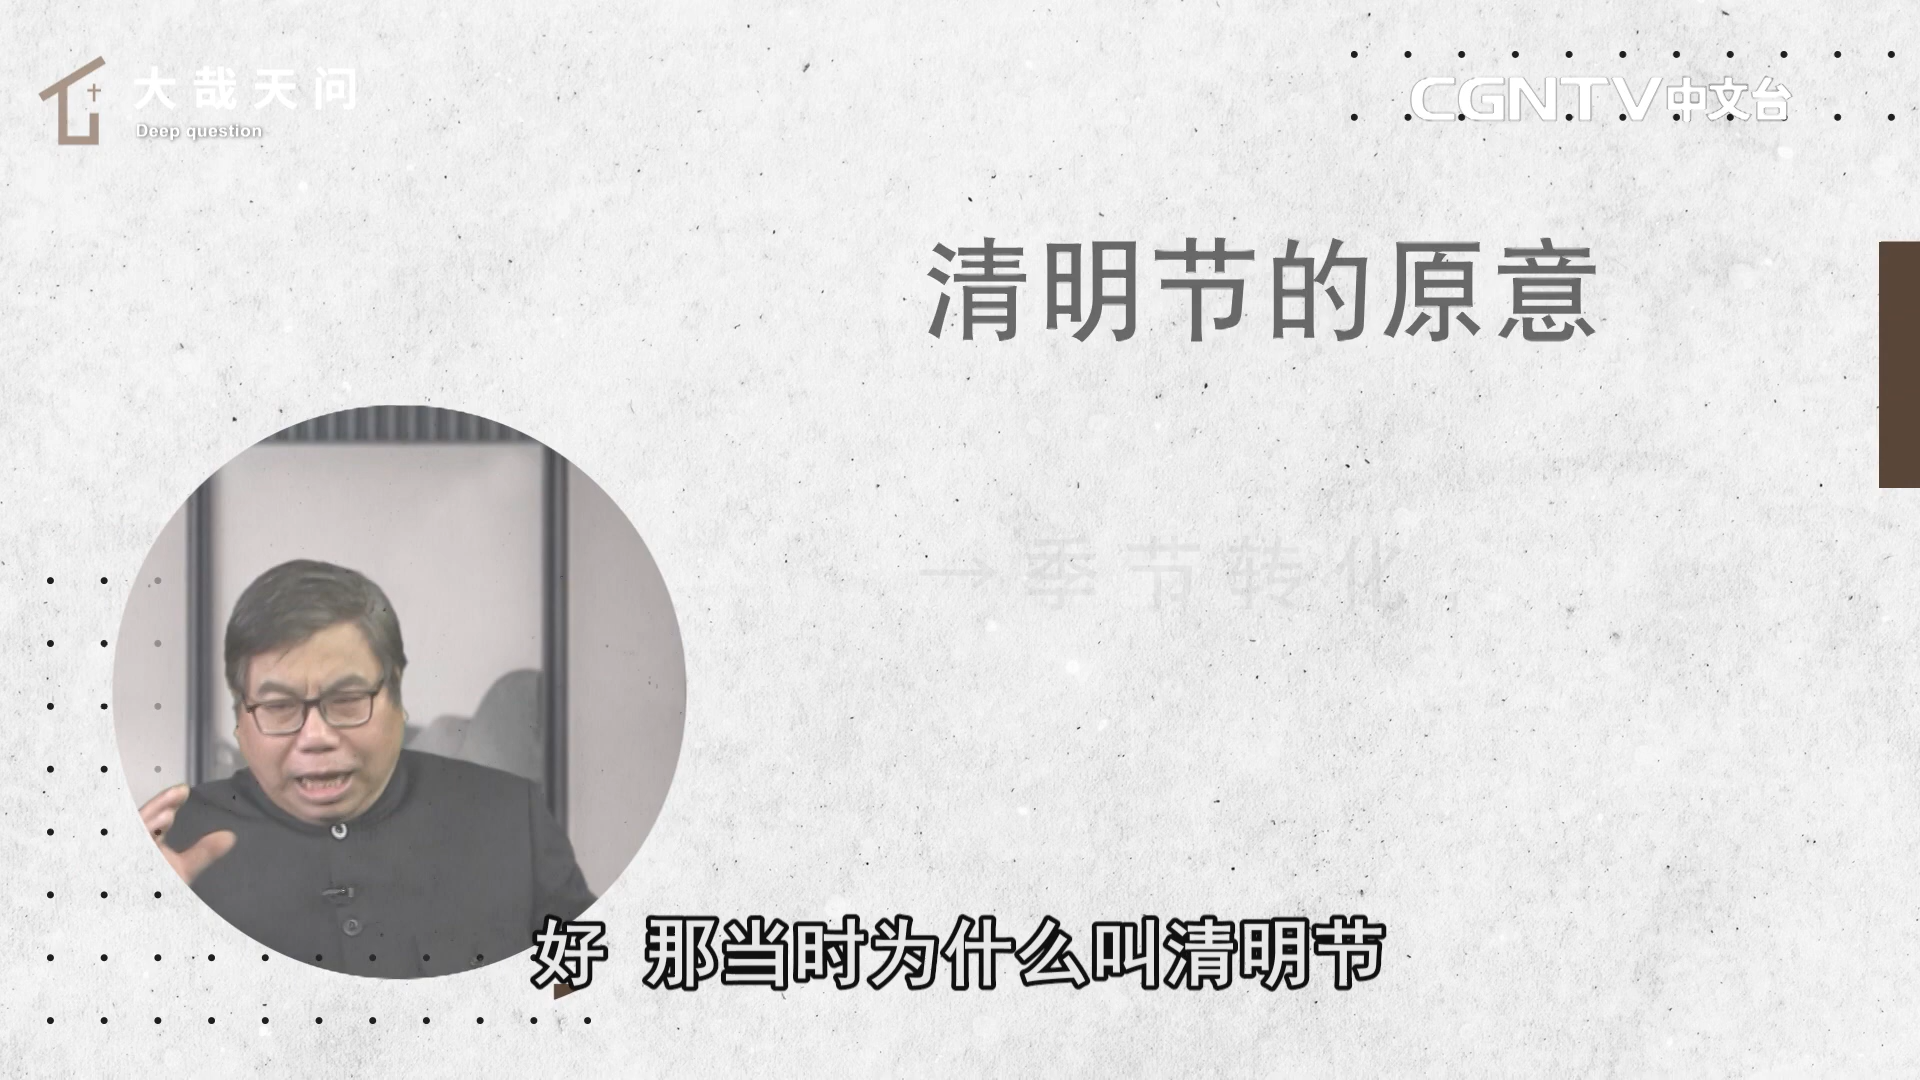 大哉天问
Deep question
CGNTV中文台
清明节的原意
→季节转化
好 那当时为什么叫清明节